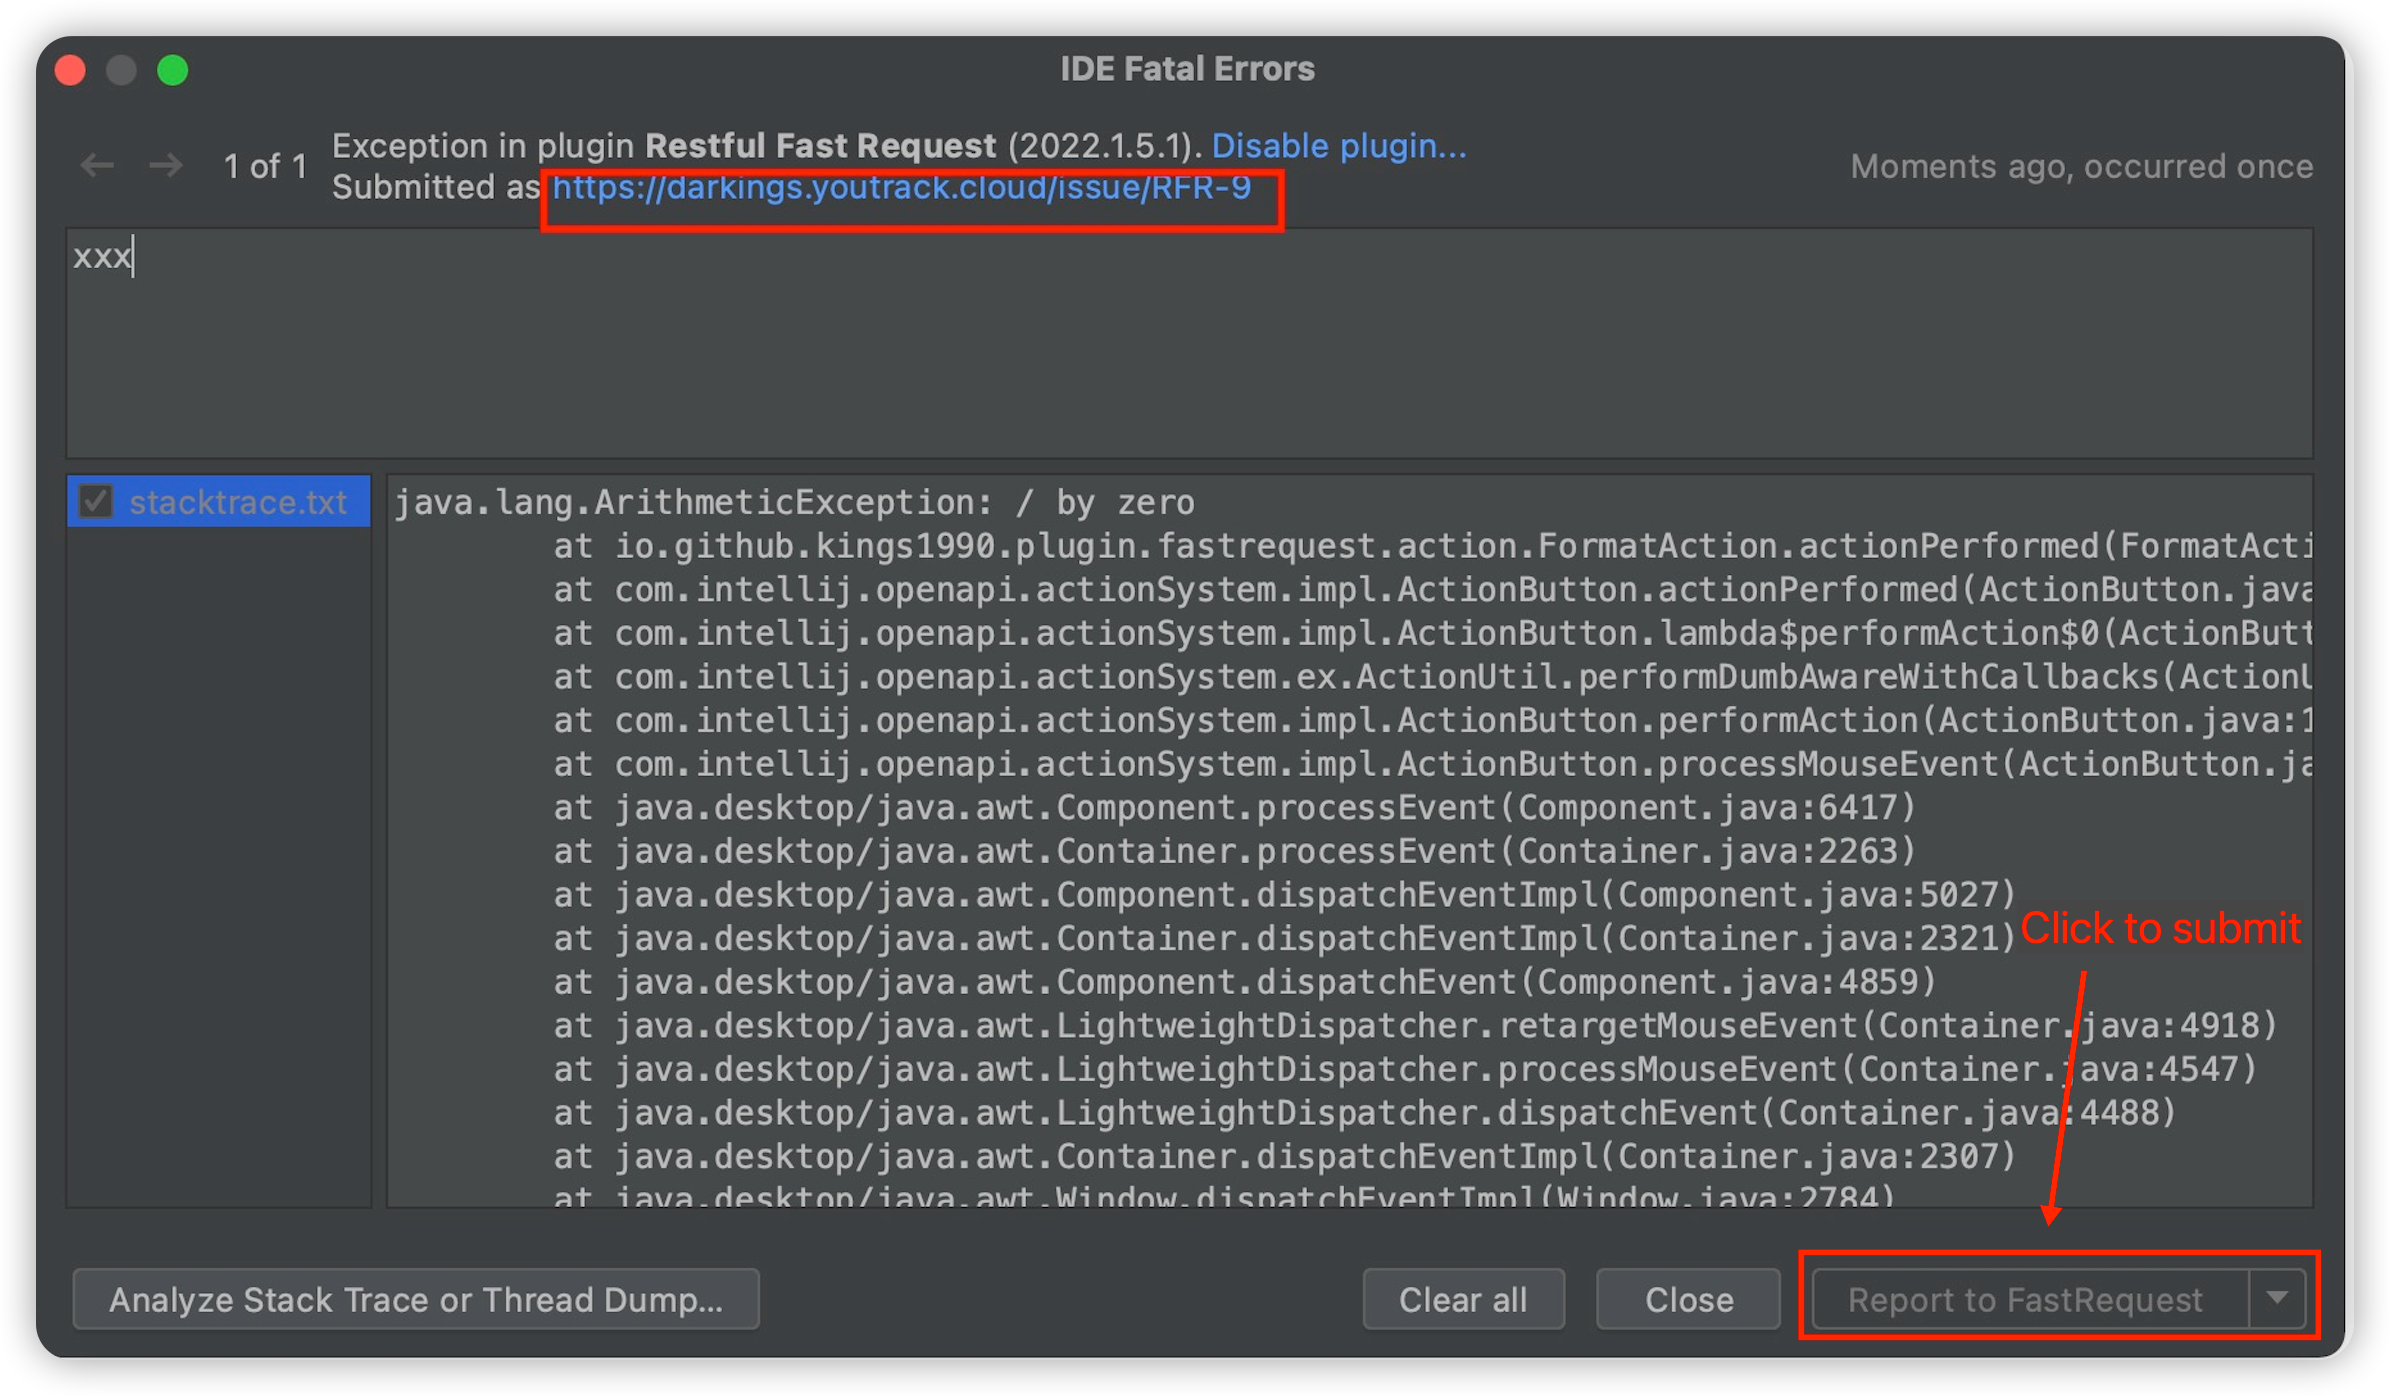 IDE Fatal Errors
1 of 1
Exception in plugin Restful Fast Request (2022.1.5.1). Disable plugin...
Submitted as https://darkings.youtrack.cloud/issue/RFR-9
Moments ago, occurred once
xxx
stacktrace.txt
java.lang.ArithmeticException: / by zero
at io.github.kings1990.plugin.fastrequest.action.FormatAction.actionPerformed(FormatActi
at com.intellij.openapi.actionSystem.impl.ActionButton.actionPerformed(ActionButton.java
at com.intellij.openapi.actionSystem.impl.ActionButton.lambda$performAction$0(ActionButt
at com.intellij.openapi.actionSystem.ex.ActionUtil.performDumbAwareWithCallbacks(ActionU
at com.intellij.openapi.actionSystem.impl.ActionButton.performAction(ActionButton.java:1
at com.intellij.openapi.actionSystem.impl.ActionButton.processMouseEvent(ActionButton.ja
at java.desktop/java.awt.Component.processEvent(Component.java:6417)
at java.desktop/java.awt.Container.processEvent(Container.java:2263)
at java.desktop/java.awt.Component.dispatchEventImpl(Component.java:5027)
at java.desktop/java.awt.Container.dispatchEventImpl(Container.java:2321)
Click to submit
at java.desktop/java.awt.Component.dispatchEvent(Component.java:4859)
at java.desktop/java.awt.LightweightDispatcher.retargetMouseEvent(Container.java:4918)
at java.desktop/java.awt.LightweightDispatcher.processMouseEvent(Container.java:4547)
at java.desktop/java.awt.LightweightDispatcher.dispatchEvent(Container.java:4488)
at java.desktop/java.awt.Container.dispatchEventImpl(Container.java:2307)
at java.desktop/java.awt.Window.dispatchEventImpl(Window.java:2784)
Analyze Stack Trace or Thread Dump...
Clear all
Close
Report to FastRequest